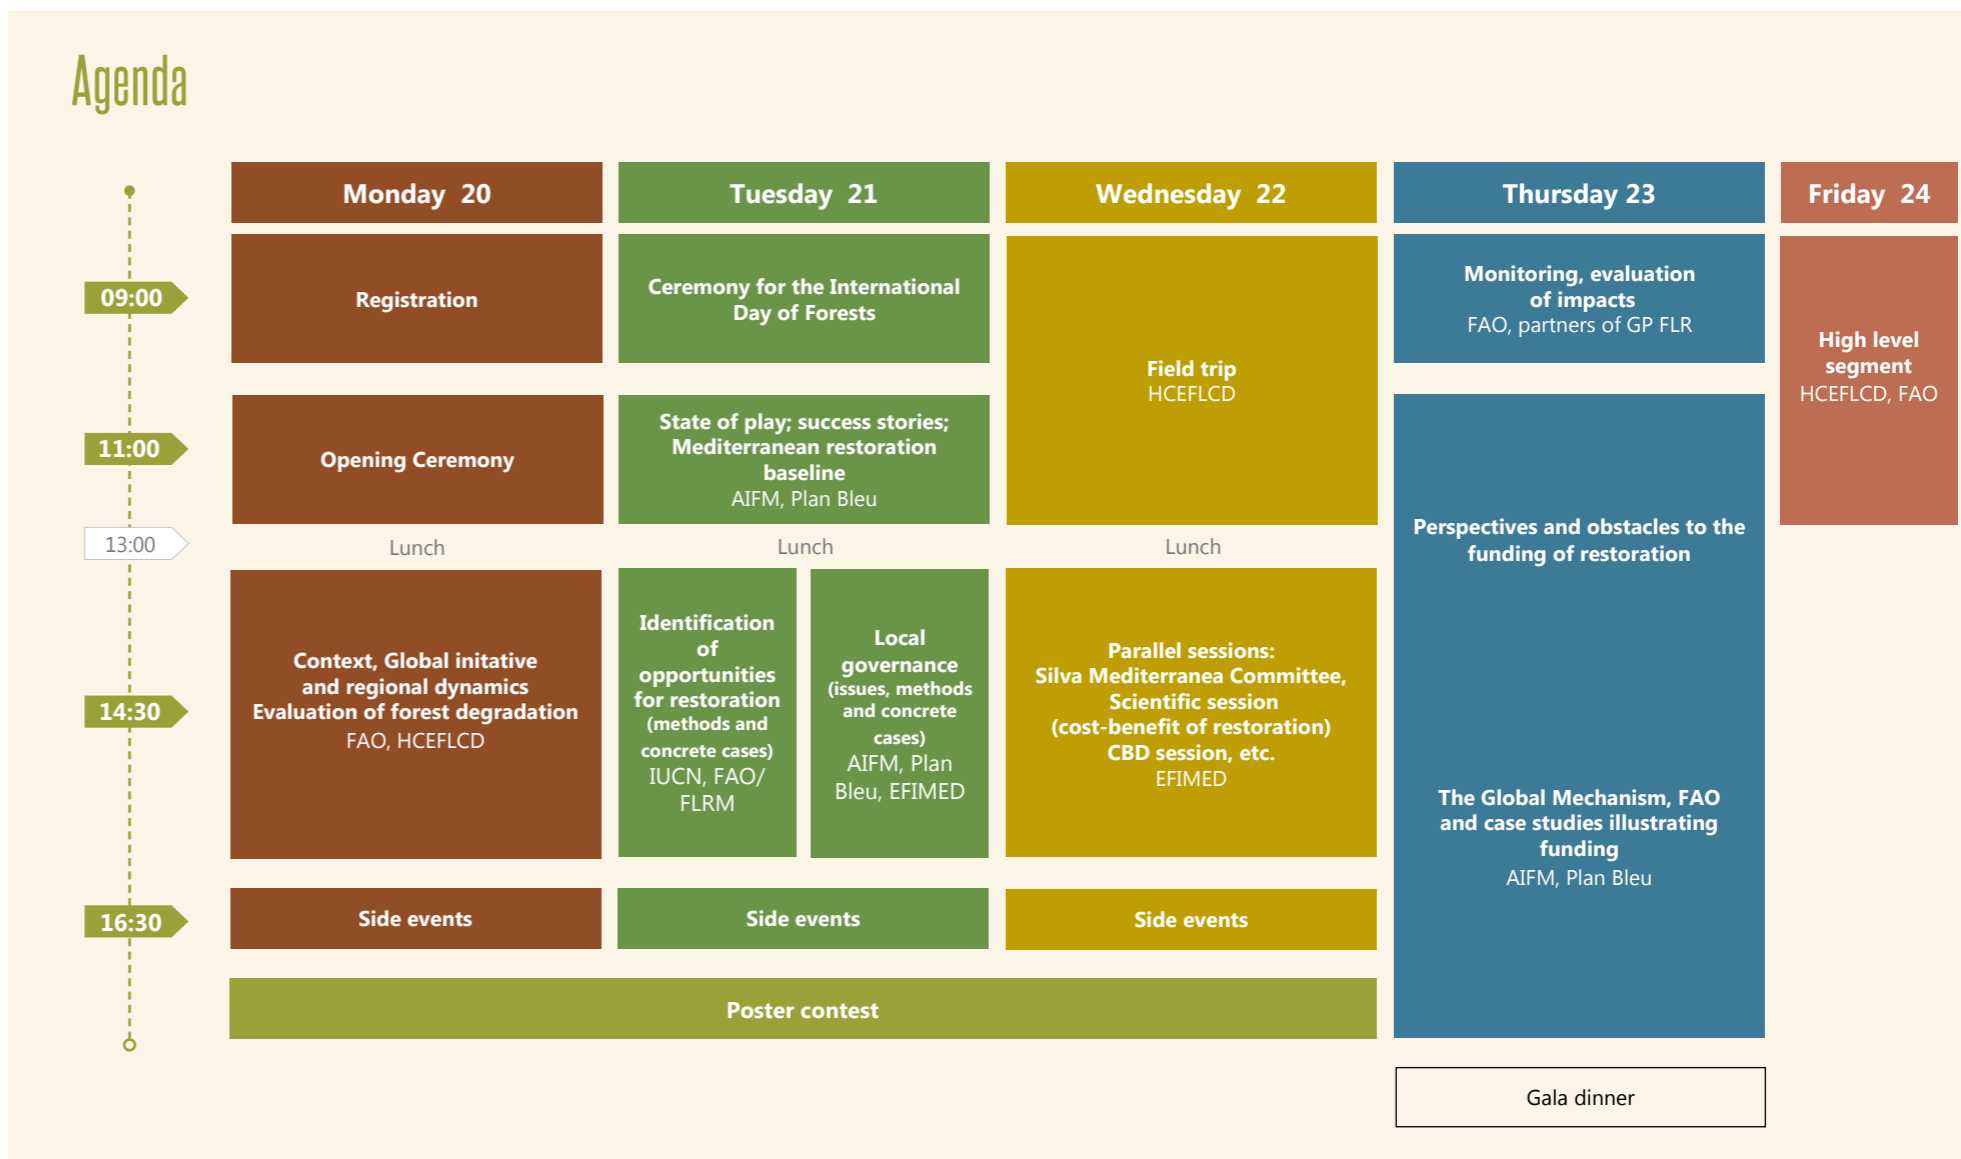 Agenda
Monday 20
Tuesday 21
Wednesday 22
Thursday 23
Friday 24
09:00
Registration
Ceremony for the International
Day of Forests
Field trip
HCEFLCD
Monitoring, evaluation
of impacts
FAO, partners of GP FLR
High level
segment
HCEFLCD, FAO
11:00
Opening Ceremony
State of play; success stories;
Mediterranean restoration
baseline
AIFM, Plan Bleu
Perspectives and obstacles to the
funding of restoration
13:00
Lunch
Lunch
Lunch
14:30
Context, Global initative
and regional dynamics
Evaluation of forest degradation
FAO, HCEFLCD
Identification
of
opportunities
for restoration
(methods and
concrete cases)
IUCN, FAO/
FLRM
Local
governance
(issues, methods
and concrete
cases)
AIFM, Plan
Bleu, EFIMED
Parallel sessions:
Silva Mediterranea Committee,
Scientific session
(cost-benefit of restoration)
CBD session, etc.
EFIMED
The Global Mechanism, FAO
and case studies illustrating
funding
AIFM, Plan Bleu
16:30
Side events
Side events
Side events
Poster contest
Gala dinner